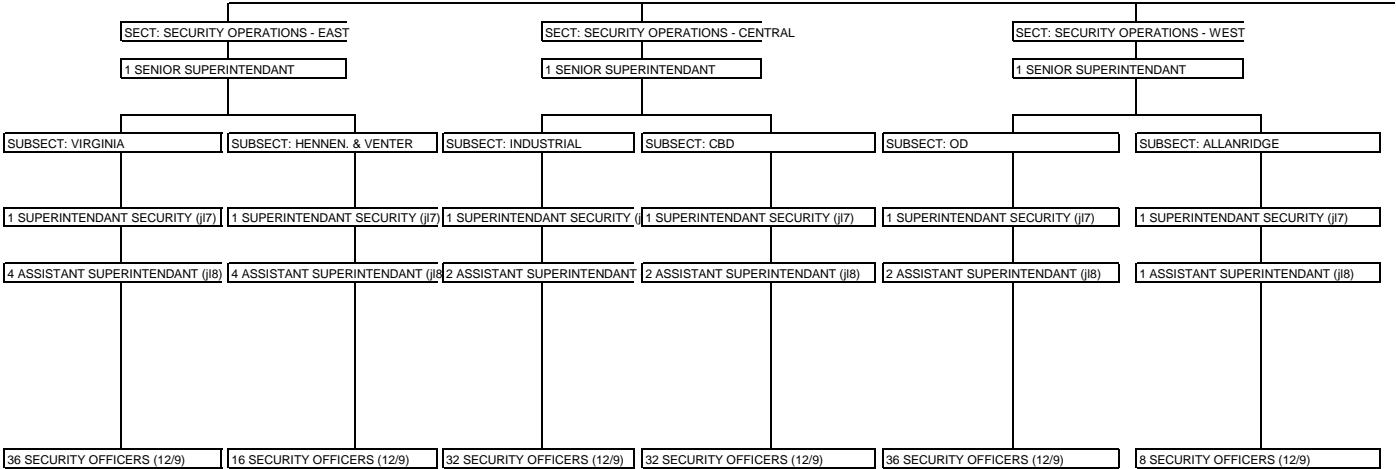 SECT: SECURITY OPERATIONS - EAST
SECT: SECURITY OPERATIONS - CENTRAL
SECT: SECURITY OPERATIONS - WEST
1 SENIOR SUPERINTENDANT
1 SENIOR SUPERINTENDANT
1 SENIOR SUPERINTENDANT
SUBSECT: VIRGINIA
SUBSECT: HENNEN. & VENTER
SUBSECT: INDUSTRIAL
SUBSECT: CBD
SUBSECT: OD
SUBSECT: ALLANRIDGE
1 SUPERINTENDANT SECURITY (jl7)
1 SUPERINTENDANT SECURITY (jl7)
1 SUPERINTENDANT SECURITY (j
1 SUPERINTENDANT SECURITY (jl7)
1 SUPERINTENDANT SECURITY (jl7)
1 SUPERINTENDANT SECURITY (jl7)
4 ASSISTANT SUPERINTENDANT (jl8)
4 ASSISTANT SUPERINTENDANT (jl8
2 ASSISTANT SUPERINTENDANT
2 ASSISTANT SUPERINTENDANT (jl8)
2 ASSISTANT SUPERINTENDANT (jl8)
1 ASSISTANT SUPERINTENDANT (jl8)
36 SECURITY OFFICERS (12/9)
16 SECURITY OFFICERS (12/9)
32 SECURITY OFFICERS (12/9)
32 SECURITY OFFICERS (12/9)
36 SECURITY OFFICERS (12/9)
8 SECURITY OFFICERS (12/9)